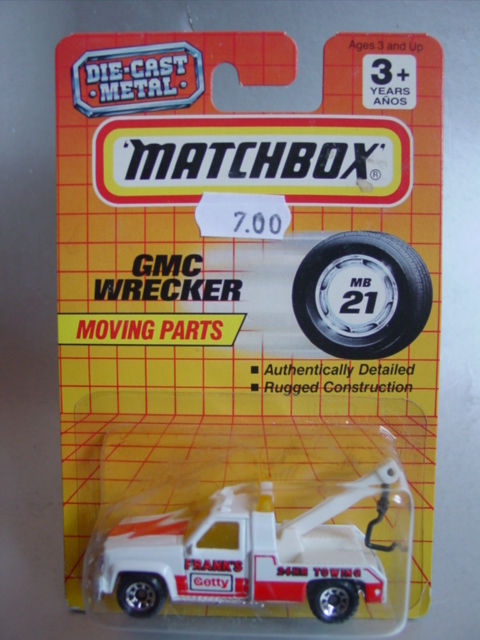 Ages 3 and Up
DIE-CAST
METAL
3+
YEARS
AÑOS
'MATCHBOX'®
7.00
GMC
WRECKER
MB
21
MOVING PARTS
■ Authentically Detailed
■ Rugged Construction
FRANK'S
Getty
24HR TOWING